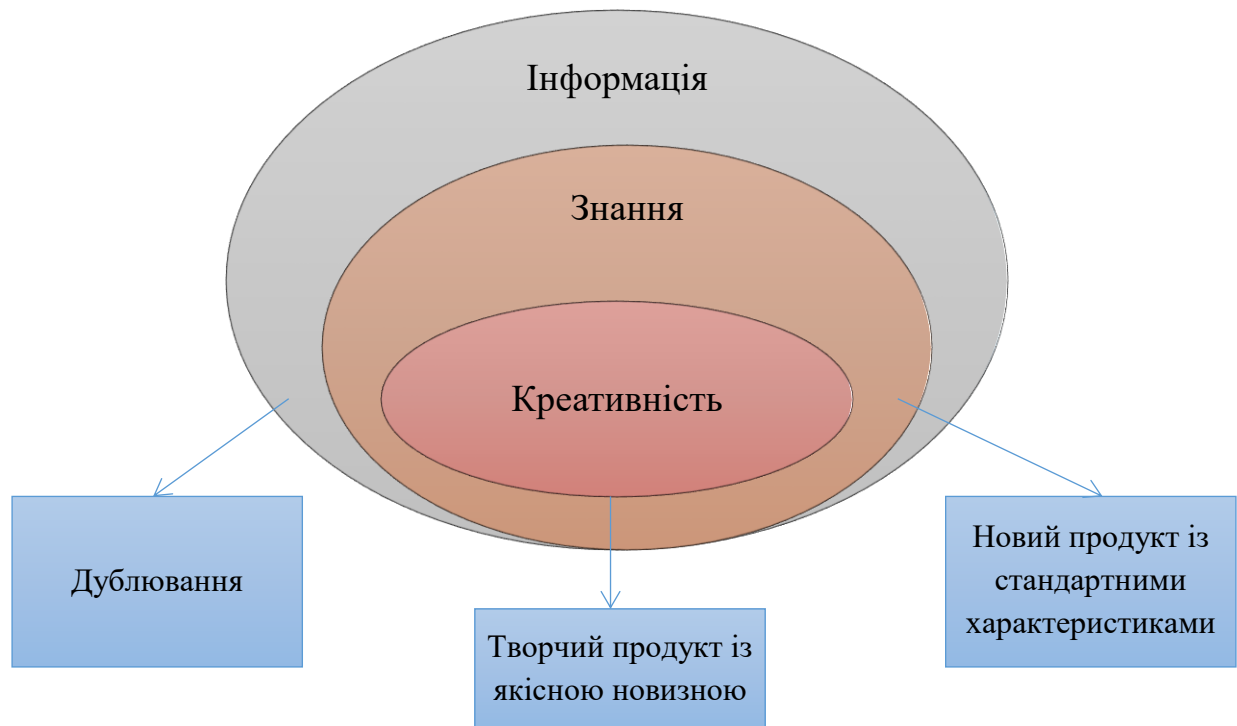 Інформація
Знання
Креативність
Дублювання
Творчий продукт із
якісною новизною
Новий продукт із
стандартними
характеристиками